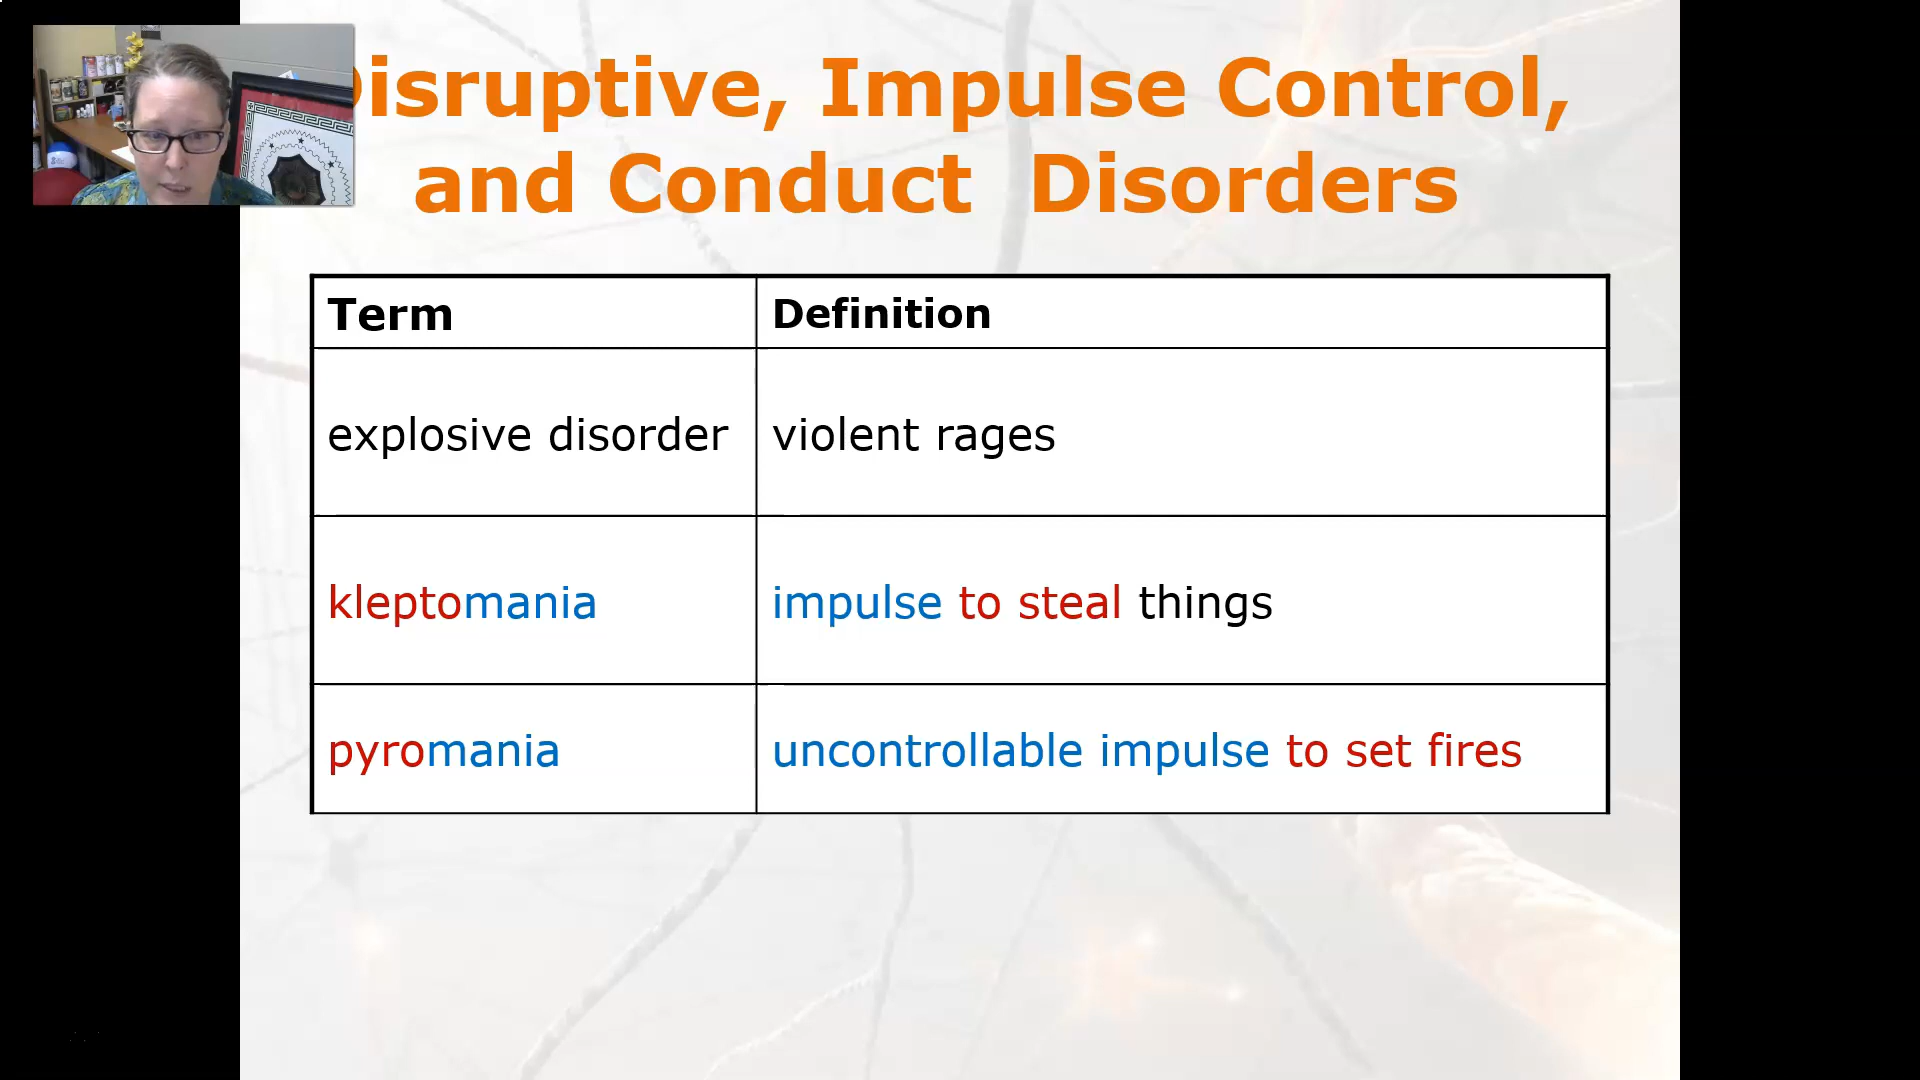 Disruptive, Impulse Control,
and Conduct Disorders
Term
Definition
explosive disorder
violent rages
kleptomania
impulse to steal things
pyromania
uncontrollable impulse to set fires